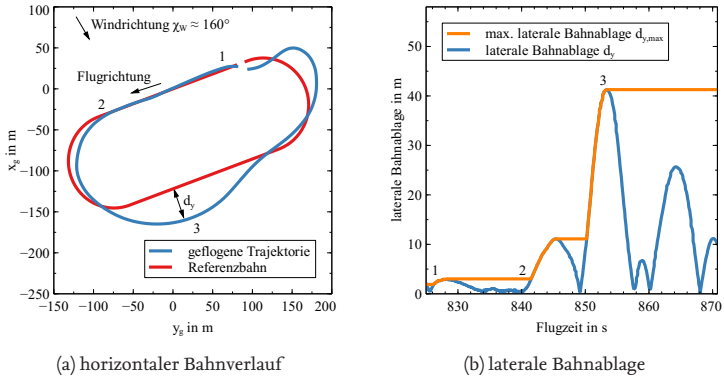 Windrichtung χW ≈ 160°
Flugrichtung
1
2
3
dy
100
50
0
−50
−100
−150
−200
−250
xg in m
geflogene Trajektorie
Referenzbahn
−150 −100 −50 0 50 100 150 200
yg in m
(a) horizontaler Bahnverlauf
max. laterale Bahnablage dy,max
laterale Bahnablage dy
3
1
2
50
40
30
20
10
0
laterale Bahnablage in m
830 840 850 860 870
Flugzeit in s
(b) laterale Bahnablage